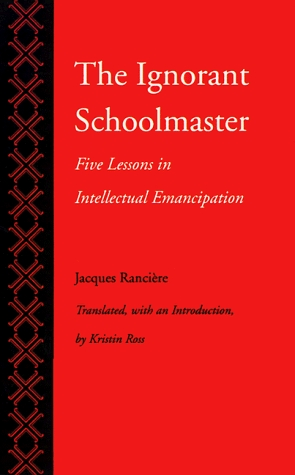 The Ignorant
Schoolmaster
Five Lessons in
Intellectual Emancipation
Jacques Rancière
Translated, with an Introduction,
by Kristin Ross